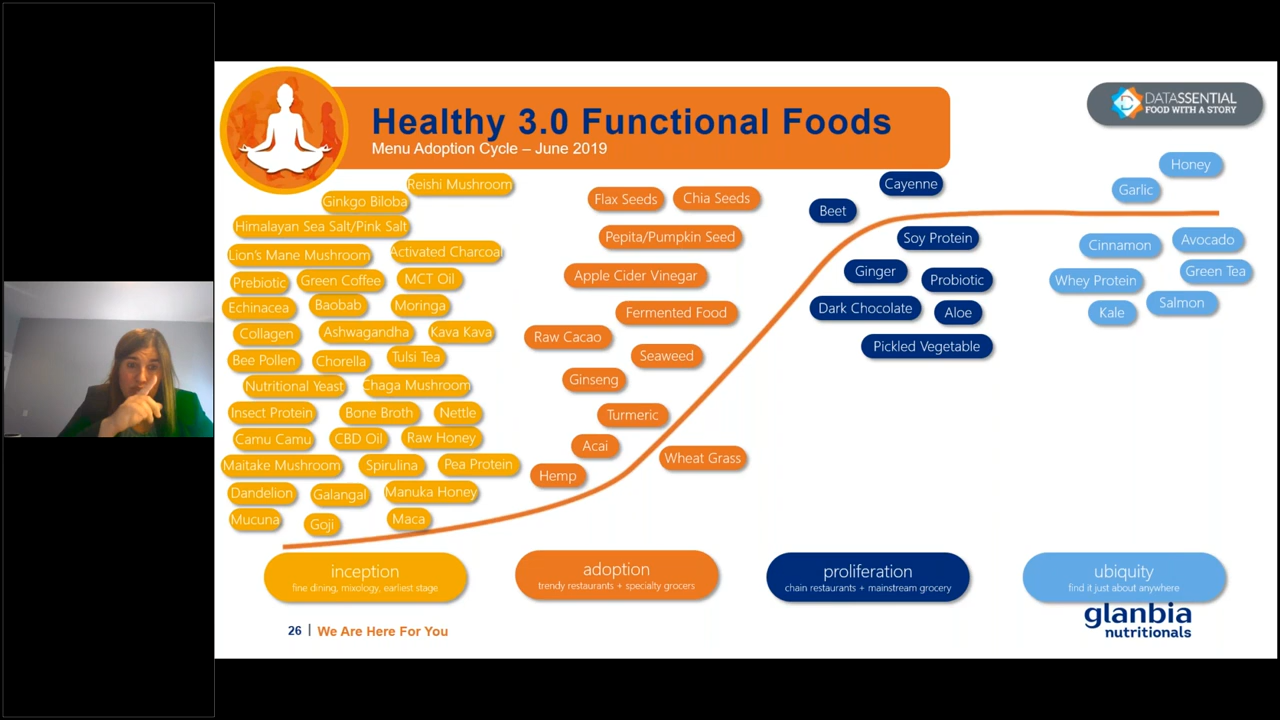 Healthy 3.0 Functional Foods
Menu Adoption Cycle – June 2019
DATASSENTIAL
FOOD WITH A STORY
Reishi Mushroom
Ginkgo Biloba
Himalayan Sea Salt/Pink Salt
Lion's Mane Mushroom
Activated Charcoal
Prebiotic
Green Coffee
MCT Oil
Echinacea
Baobab
Moringa
Collagen
Ashwagandha
Kava Kava
Bee Pollen
Chorella
Tulsi Tea
Nutritional Yeast
Chaga Mushroom
Insect Protein
Bone Broth
Nettle
Camu Camu
CBD Oil
Raw Honey
Maitake Mushroom
Spirulina
Pea Protein
Dandelion
Galangal
Manuka Honey
Mucuna
Goji
Maca
Flax Seeds
Chia Seeds
Pepita/Pumpkin Seed
Apple Cider Vinegar
Fermented Food
Raw Cacao
Seaweed
Ginseng
Turmeric
Acai
Wheat Grass
Hemp
Cayenne
Beet
Soy Protein
Ginger
Probiotic
Dark Chocolate
Aloe
Pickled Vegetable
Honey
Garlic
Cinnamon
Avocado
Whey Protein
Green Tea
Kale
Salmon
inception
fine dining, mixology, earliest stage
adoption
trendy restaurants + specialty grocers
proliferation
chain restaurants + mainstream grocery
ubiquity
find it just about anywhere
26 | We Are Here For You
glanbia
nutritionals